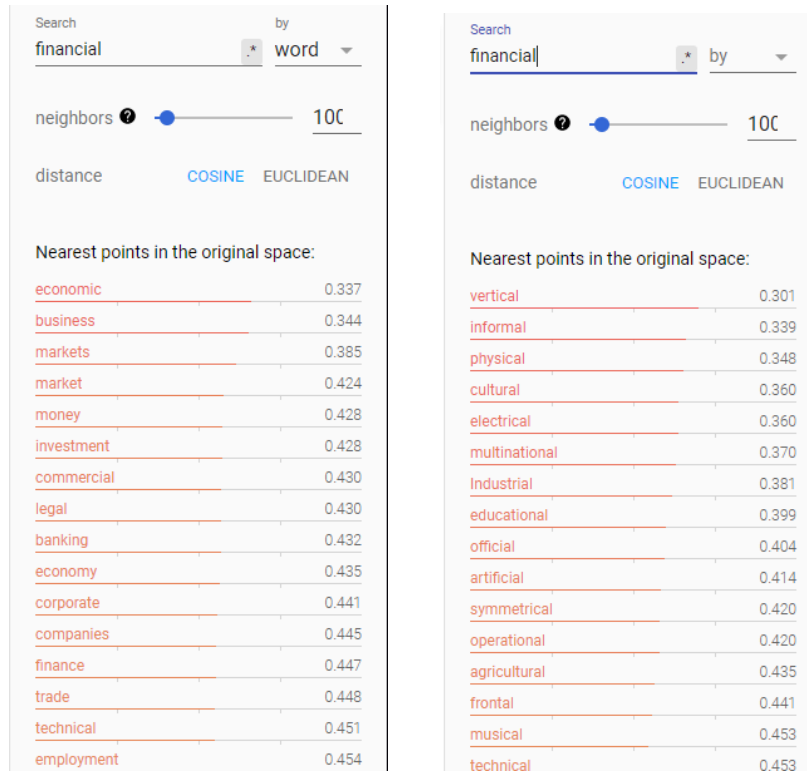 Search by
financial .* word
neighbors ? 100
distance COSINE EUCLIDEAN
Nearest points in the original space:
economic 0.337
business 0.344
markets 0.385
market 0.424
money 0.428
investment 0.428
commercial 0.430
legal 0.430
banking 0.432
economy 0.435
corporate 0.441
companies 0.445
finance 0.447
trade 0.448
technical 0.451
employment 0.454
Search
financial .* by
neighbors ? 100
distance COSINE EUCLIDEAN
Nearest points in the original space:
vertical 0.301
informal 0.339
physical 0.348
cultural 0.360
electrical 0.360
multinational 0.370
Industrial 0.381
educational 0.399
official 0.404
artificial 0.414
symmetrical 0.420
operational 0.420
agricultural 0.435
frontal 0.441
musical 0.453
technical 0.453